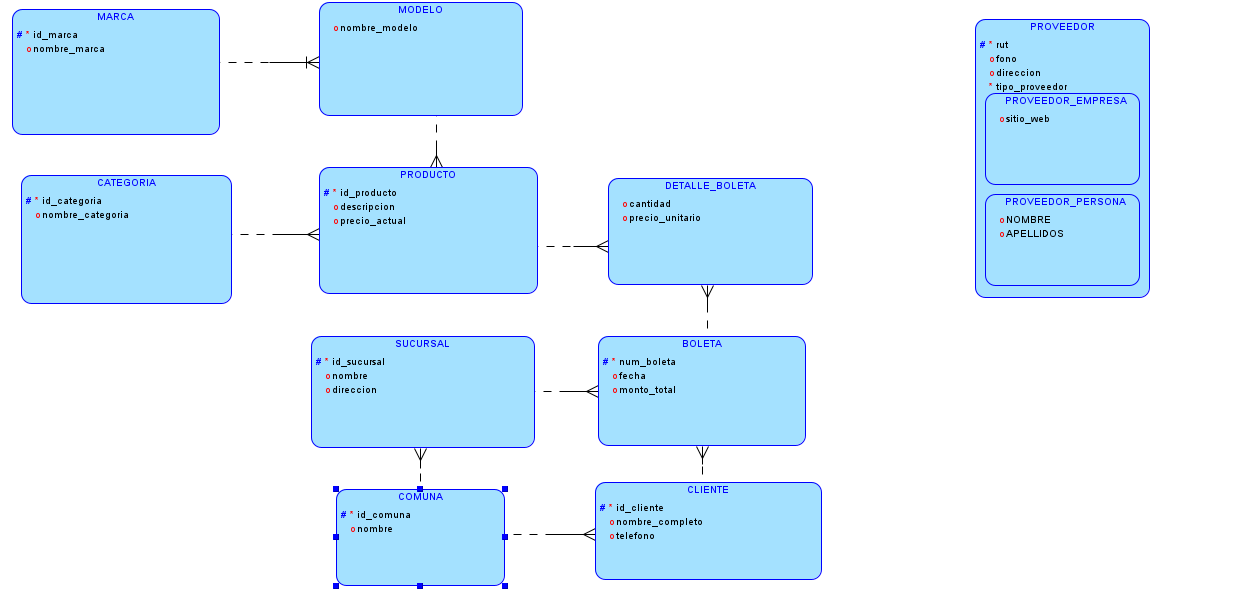 MARCA
# * id_marca
o nombre_marca
MODELO
o nombre_modelo
PROVEEDOR
# * rut
o fono
o direccion
* tipo_proveedor
PROVEEDOR_EMPRESA
o sitio_web
PROVEEDOR_PERSONA
o NOMBRE
o APELLIDOS
CATEGORIA
# * id_categoria
o nombre_categoria
PRODUCTO
# * id_producto
o descripcion
o precio_actual
DETALLE_BOLETA
o cantidad
o precio_unitario
SUCURSAL
# * id_sucursal
o nombre
o direccion
BOLETA
# * num_boleta
o fecha
o monto_total
COMUNA
# * id_comuna
o nombre
CLIENTE
# * id_cliente
o nombre_completo
o telefono